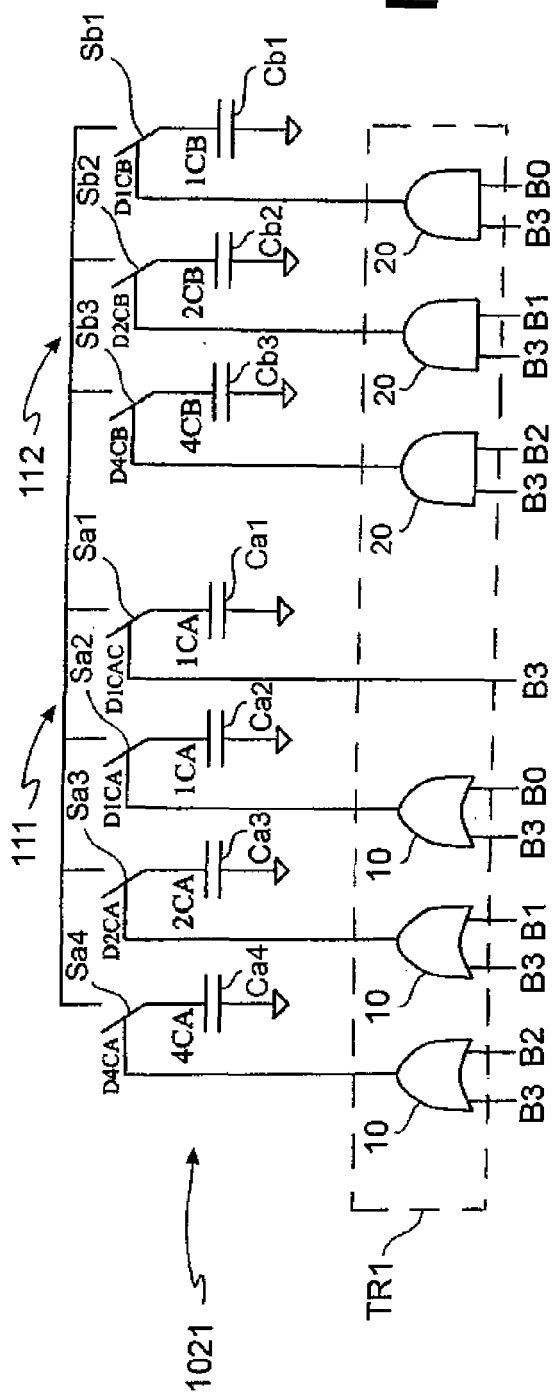 111
112
Sa4
Sa3
Sa2
Sa1
Sb3
Sb2
Sb1
D4CA
D2CA
D1CA
D1CAC
D4CB
D2CB
D1CB
4CA
2CA
1CA
1CA
4CB
2CB
1CB
Ca4
Ca3
Ca2
Ca1
Cb3
Cb2
Cb1
1021
10
10
10
20
20
20
TR1
B3 B2
B3 B1
B3 B0
B3
B3 B2
B3 B1
B3 B0